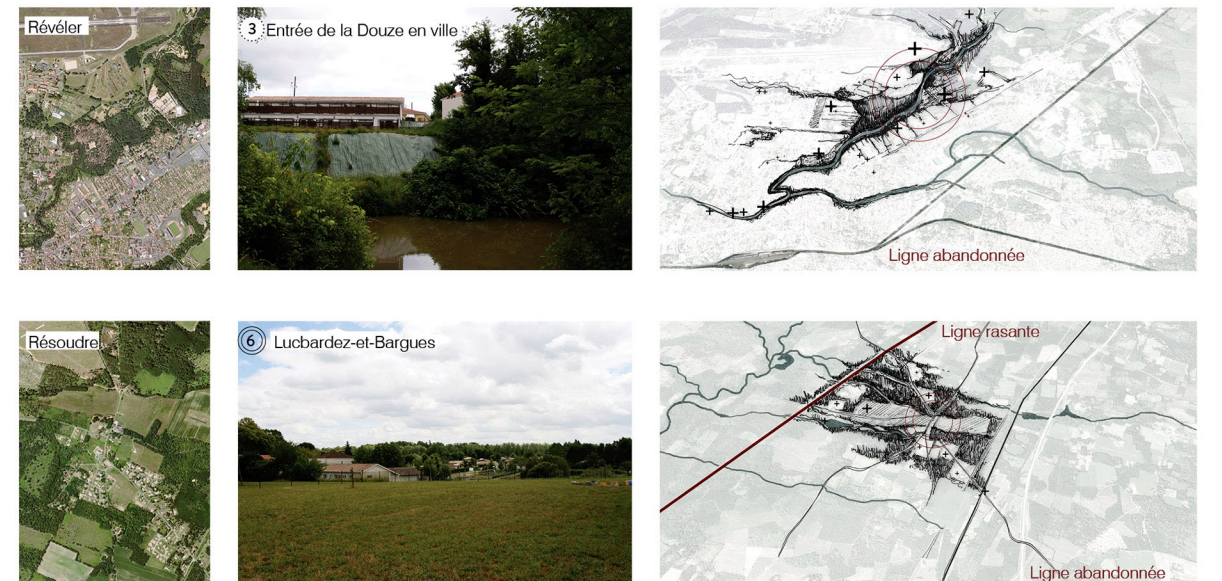 Révéler
3 Entrée de la Douze en ville
Ligne abandonnée
Résoudre
6 Lucbardez-et-Bargues
Ligne rasante
Ligne abandonnée